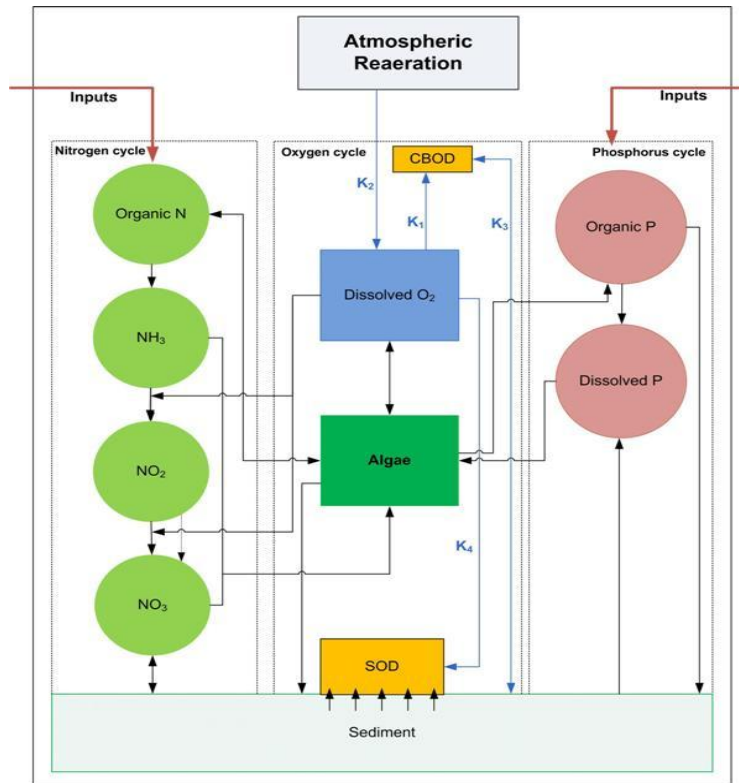 Atmospheric
Reaeration
Inputs
Inputs
Nitrogen cycle
Oxygen cycle
Phosphorus cycle
CBOD
K₂
K₁
K₃
Organic N
Organic P
Dissolved O₂
NH₃
Dissolved P
Algae
NO₂
K₄
NO₃
SOD
Sediment